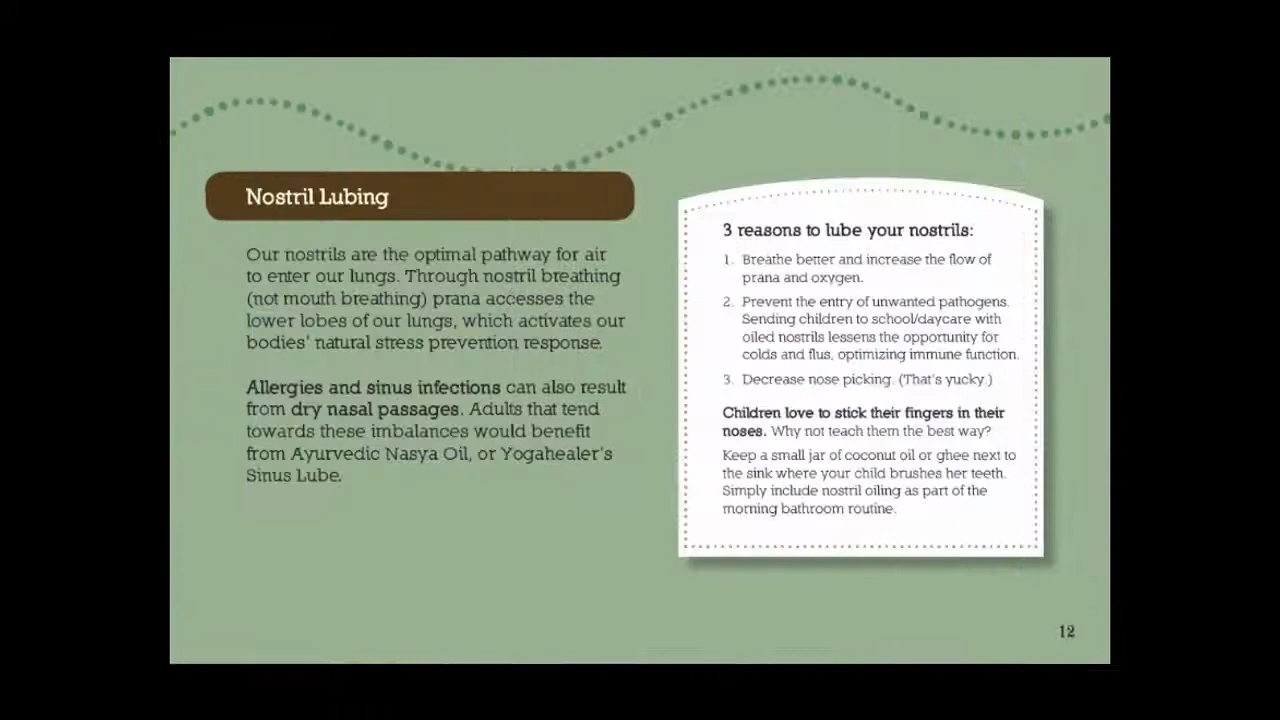 Nostril Lubing
Our nostrils are the optimal pathway for air
to enter our lungs. Through nostril breathing
(not mouth breathing) prana accesses the
lower lobes of our lungs, which activates our
bodies' natural stress prevention response.
Allergies and sinus infections can also result
from dry nasal passages. Adults that tend
towards these imbalances would benefit
from Ayurvedic Nasya Oil, or Yogahealer's
Sinus Lube.
3 reasons to lube your nostrils:
1. Breathe better and increase the flow of
prana and oxygen.
2. Prevent the entry of unwanted pathogens.
Sending children to school/daycare with
oiled nostrils lessens the opportunity for
colds and flus, optimizing immune function.
3. Decrease nose picking. (That's yucky.)
Children love to stick their fingers in their
noses. Why not teach them the best way?
Keep a small jar of coconut oil or ghee next to
the sink where your child brushes her teeth.
Simply include nostril oiling as part of the
morning bathroom routine.
12